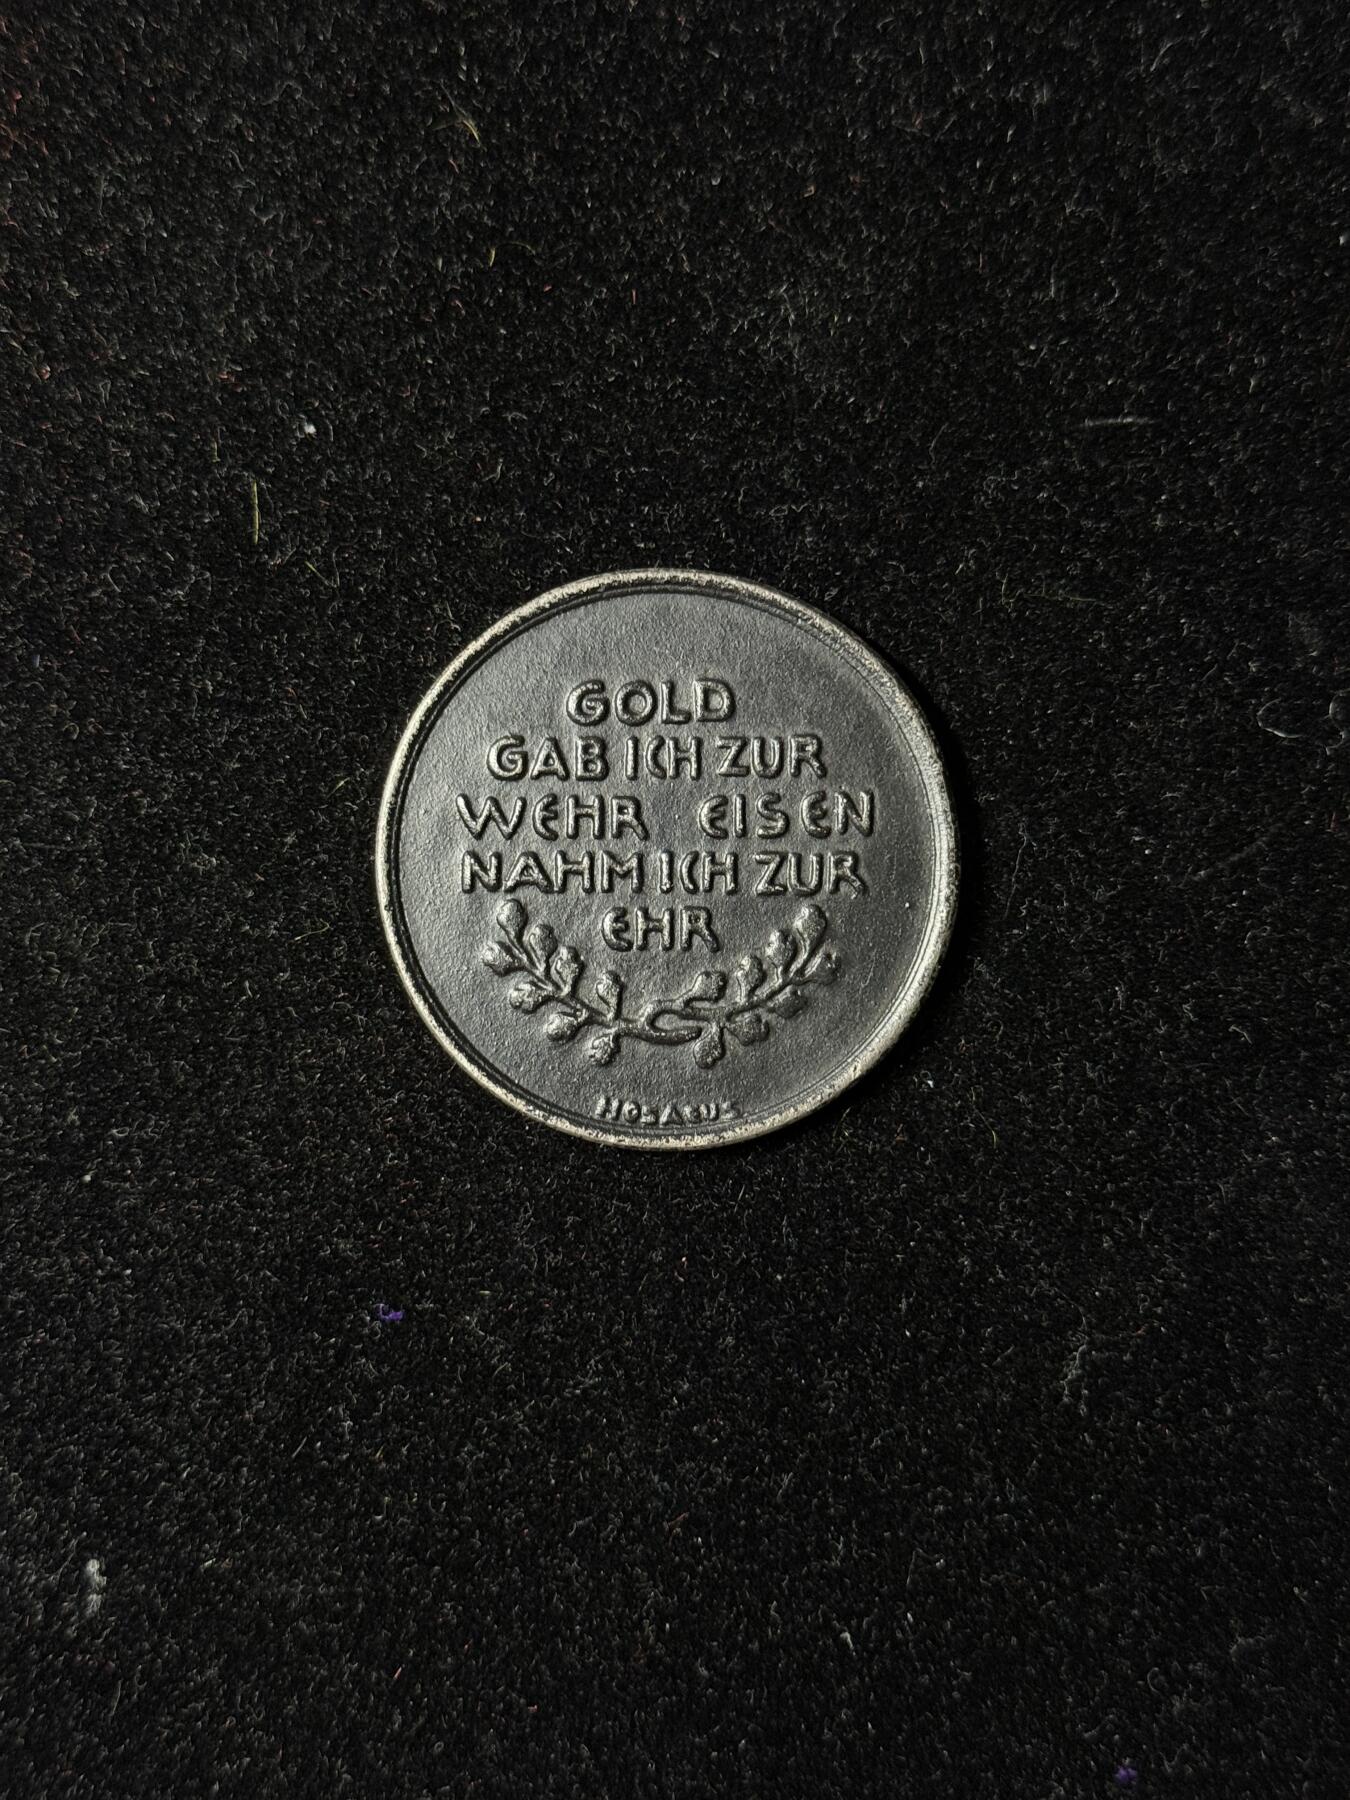 GOLD
GAB ICH ZUR
WEHR EISEN
NAHM ICH ZUR
EHR
HOSAEUS